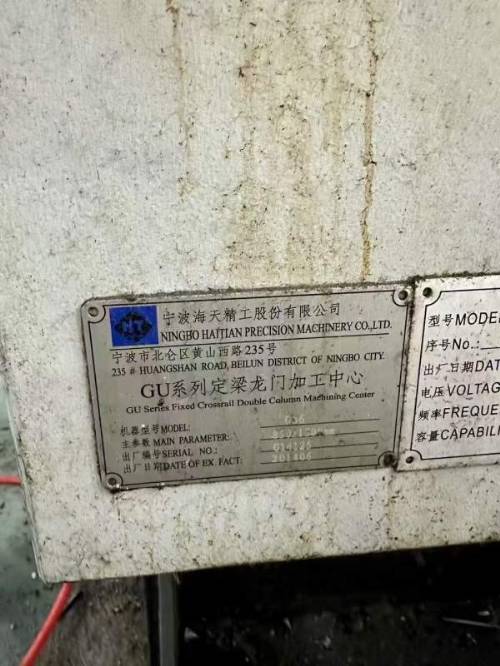 宁波海天精工股份有限公司
NINGBO HAITIAN PRECISION MACHINERY CO.,LTD.
宁波市北仑区黄山西路235号
235 # HUANGSHAN ROAD, BEILUN DISTRICT OF NINGBO CITY.
GU系列定梁龙门加工中心
GU Series Fixed Crossrail Double Column Machining Center
机器型号MODEL:
主参数 MAIN PARAMETER:
出厂编号SERIAL NO.:
出厂日期DATE OF EX. FACT:
型号MODE
序号No.:
出厂日期DAT
电压VOLTAG
频率FREQUE
容量CAPABIL